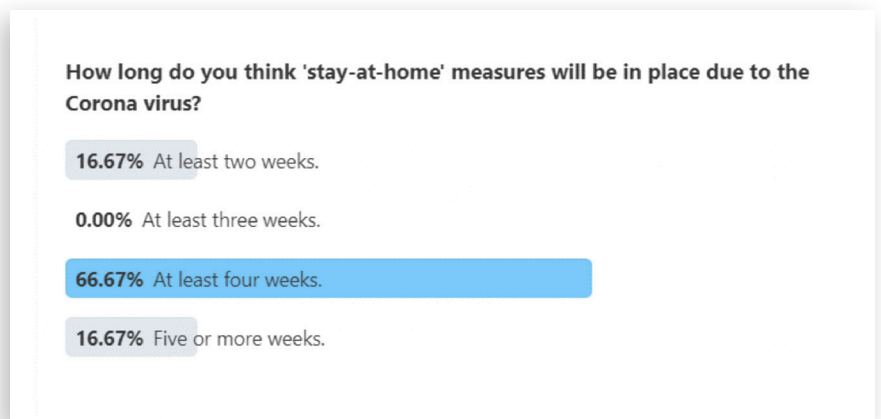 How long do you think 'stay-at-home' measures will be in place due to the
Corona virus?
16.67% At least two weeks.
0.00% At least three weeks.
66.67% At least four weeks.
16.67% Five or more weeks.